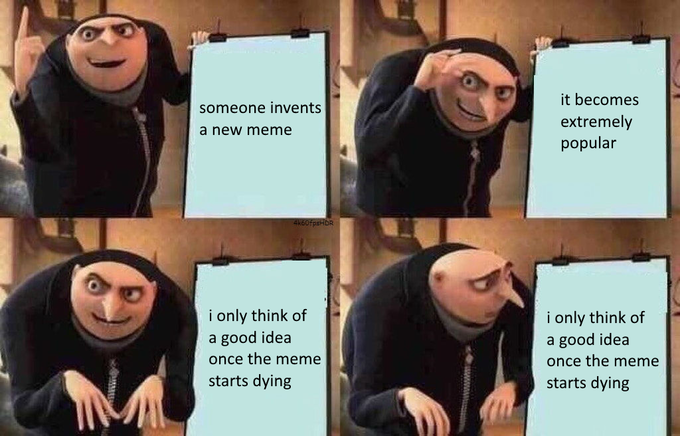 someone invents
a new meme
it becomes
extremely
popular
i only think of
a good idea
once the meme
starts dying
i only think of
a good idea
once the meme
starts dying